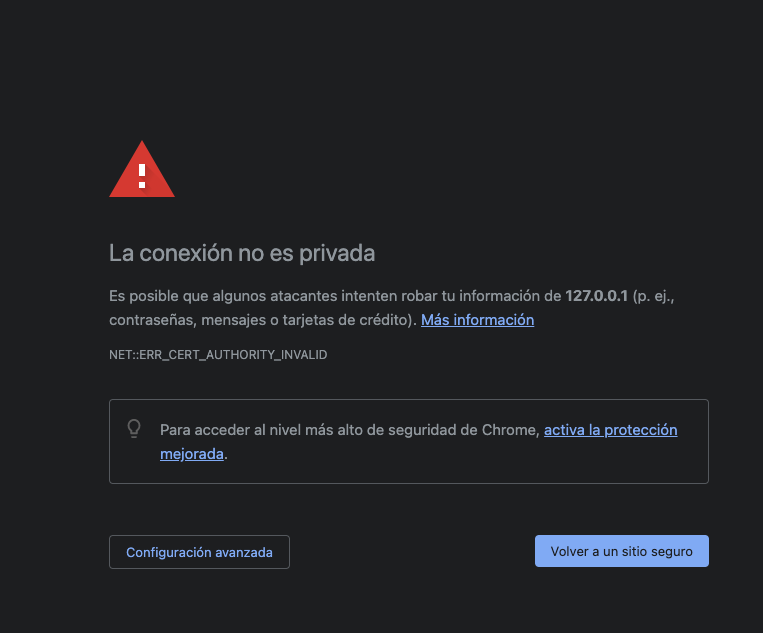 La conexión no es privada
Es posible que algunos atacantes intenten robar tu información de 127.0.0.1 (p. ej.,
contraseñas, mensajes o tarjetas de crédito). Más información
NET::ERR_CERT_AUTHORITY_INVALID
Para acceder al nivel más alto de seguridad de Chrome, activa la protección
mejorada.
Configuración avanzada
Volver a un sitio seguro